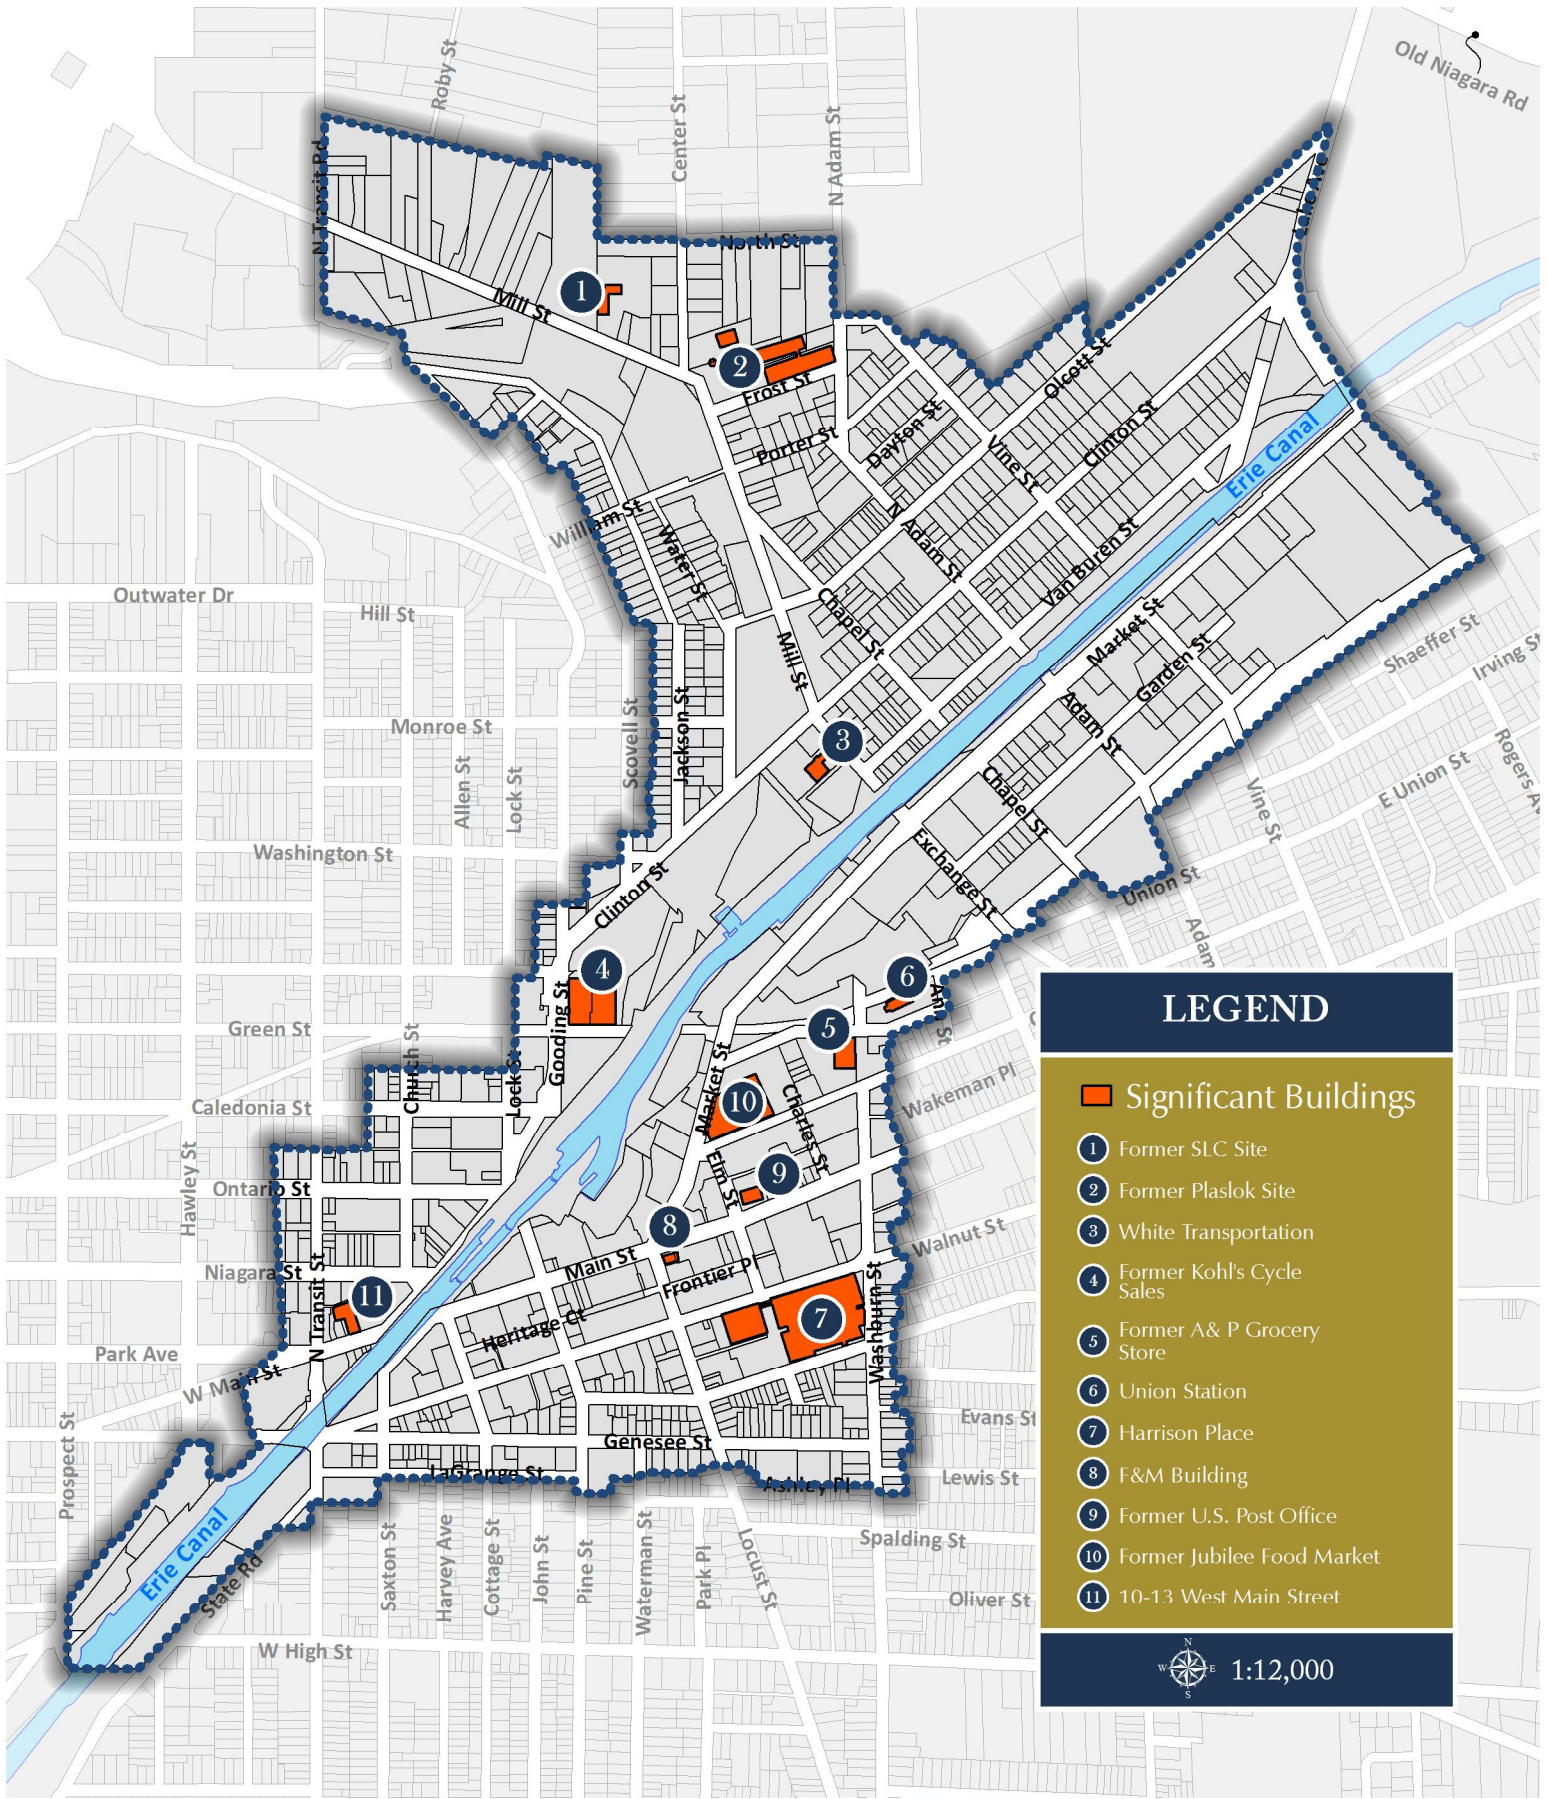 Old Niagara Rd
Roby St
Center St
N Adam St
N Transit Rd
North St
1
Mill St
2
Frost St
Olcott St
Porter St
Dayton St
Clinton St
Vine St
Erie Canal
William St
Water St
N Adam St
Van Buren St
Outwater Dr
Hill St
Chapel St
Market St
Garden St
Shaeffer St
Irving St
Mill St
Monroe St
Scovell St
Jackson St
Adam St
3
Allen St
Lock St
Chapel St
Vine St
E Union St
Washington St
Exchange St
Clinton St
Union St
Adam
4
6
Ann St
Green St
Church St
Gooding St
5
Lock St
Market St
Charles St
10
Wakeman Pl
Caledonia St
Hawley St
Ontario St
Elm St
9
8
Walnut St
Main St
Frontier Pl
Niagara St
N Transit St
11
Heritage Ct
7
Washburn St
Park Ave
W Main St
Prospect St
Evans St
Genesee St
LaGrange St
Ashley Pl
Lewis St
Erie Canal
State Rd
Saxton St
Harvey Ave
Cottage St
John St
Pine St
Waterman St
Park Pl
Locust St
Spalding St
Oliver St
W High St
LEGEND
Significant Buildings
1 Former SLC Site
2 Former Plaslok Site
3 White Transportation
4 Former Kohl's Cycle
Sales
5 Former A& P Grocery
Store
6 Union Station
7 Harrison Place
8 F&M Building
9 Former U.S. Post Office
10 Former Jubilee Food Market
11 10-13 West Main Street
N
W E
S
1:12,000